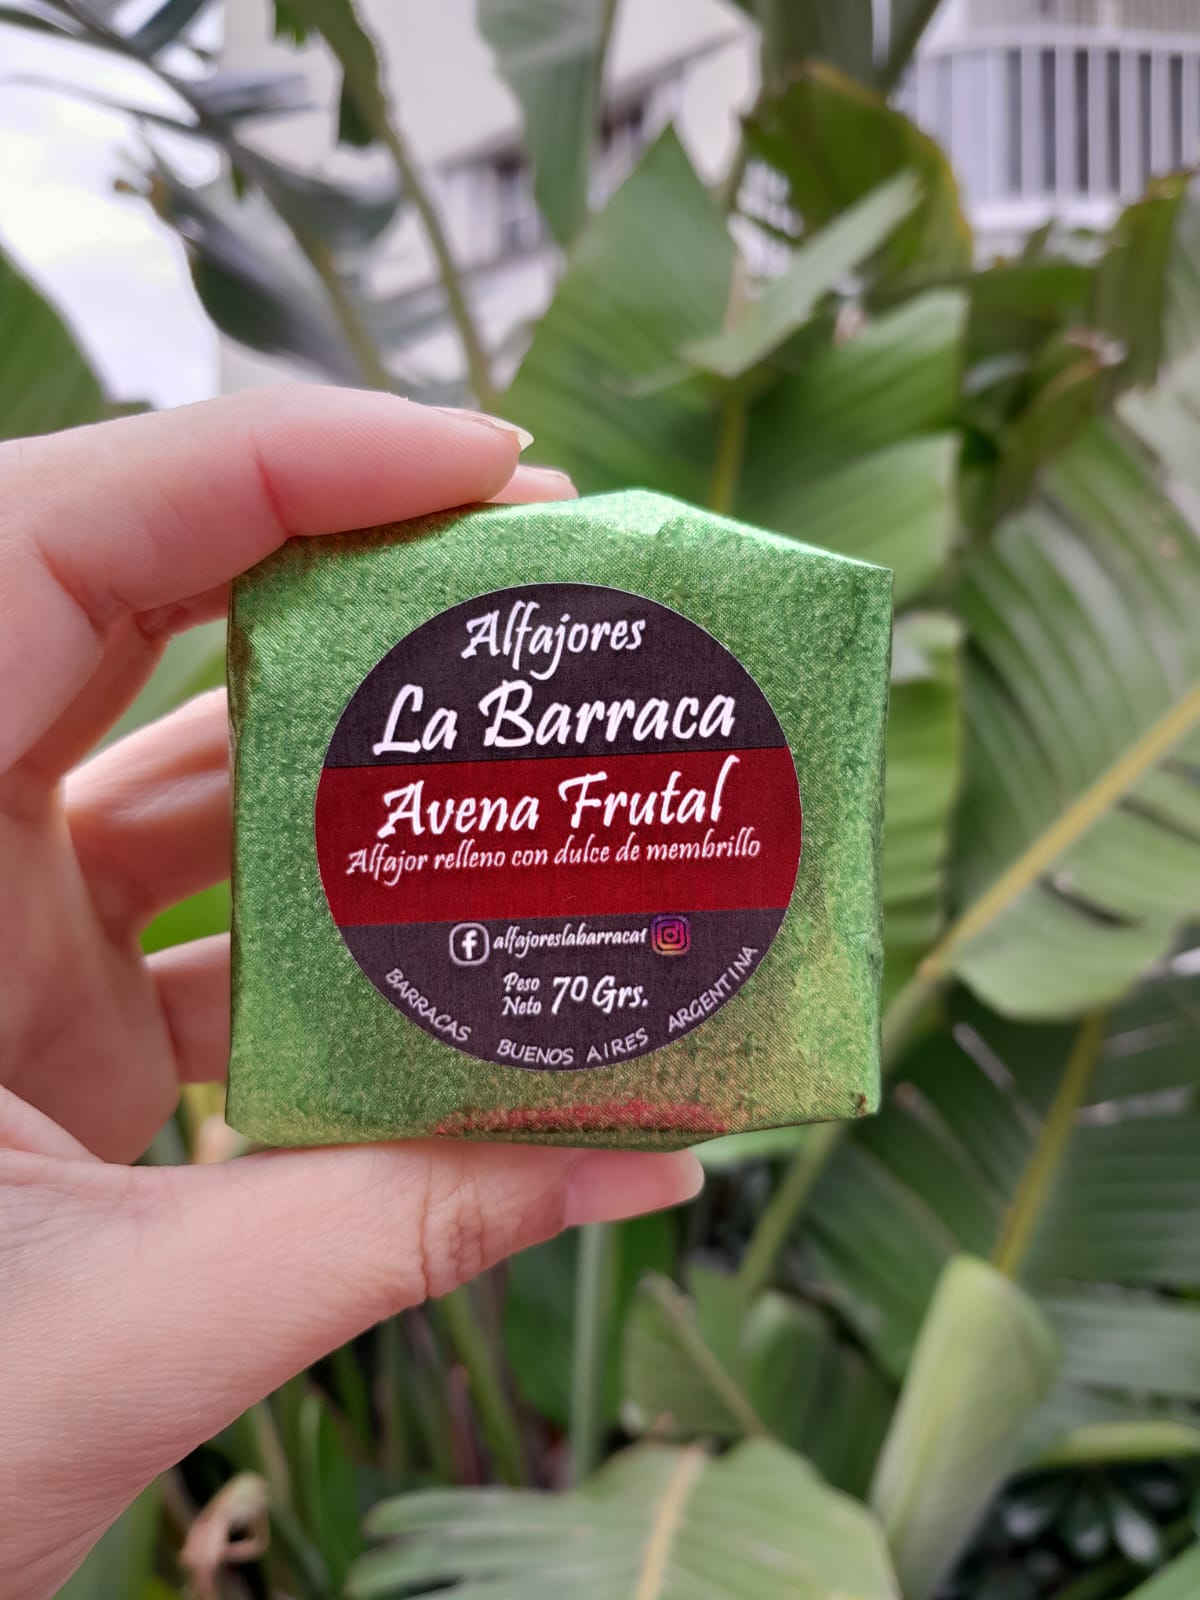 Alfajores
La Barraca
Avena Frutal
Alfajor relleno con dulce de membrillo
alfajoreslabarraca1
Peso Neto 70 Grs.
BARRACAS BUENOS AIRES ARGENTINA